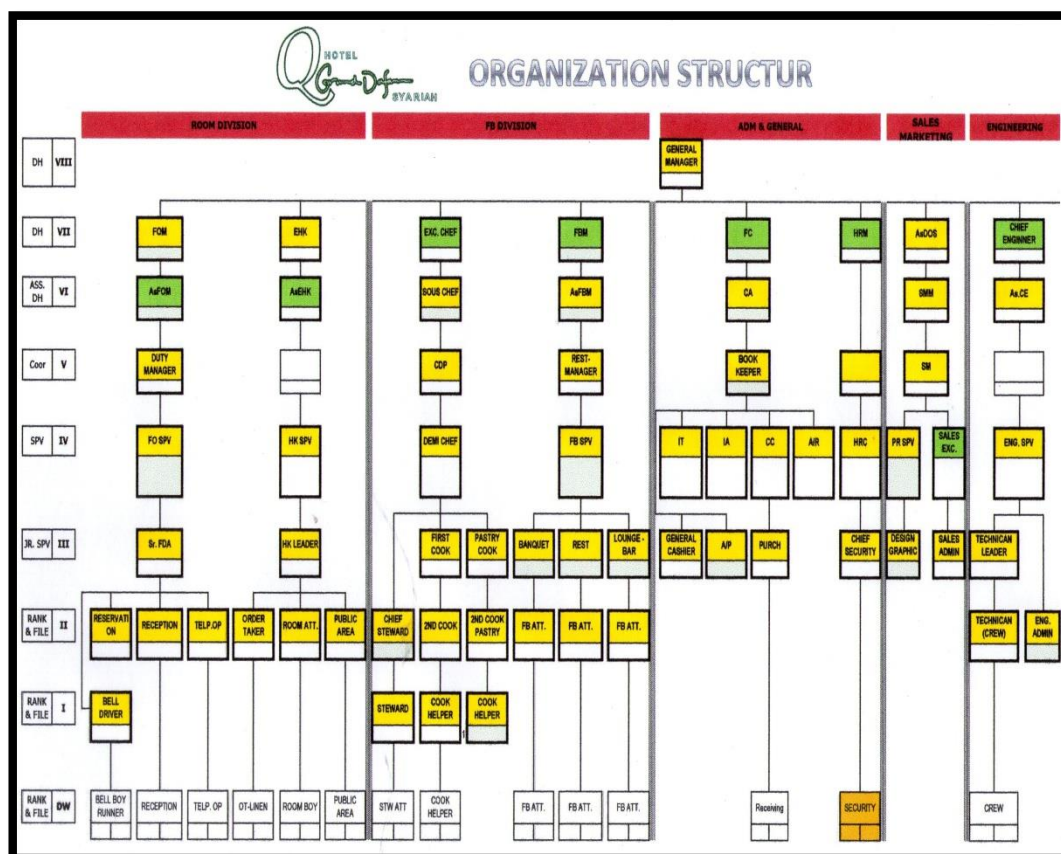 HOTEL
Q Grand Dafam
SYARIAH
ORGANIZATION STRUCTUR
ROOM DIVISION
FB DIVISION
ADM & GENERAL
SALES
MARKETING
ENGINEERING
DH VIII
GENERAL
MANAGER
DH VII
FOM
EHK
EXC. CHEF
FBM
FC
HRM
AsDOS
CHIEF
ENGINNER
ASS.
DH VI
AsFOM
AsEHK
SOUS CHEF
AsFBM
CA
SMM
As.CE
Coor V
DUTY
MANAGER
CDP
REST-
MANAGER
BOOK
KEEPER
SM
SPV IV
FO SPV
HK SPV
DEMI CHEF
FB SPV
IT
IA
CC
A/R
HRC
PR SPV
SALES
EXC.
ENG. SPV
JR. SPV III
Sr. FDA
HK LEADER
FIRST
COOK
PASTRY
COOK
BANQUET
REST
LOUNGE -
BAR
GENERAL
CASHIER
A/P
PURCH
CHIEF
SECURITY
DESIGN
GRAPHIC
SALES
ADMIN
TECHNICAN
LEADER
RANK
& FILE II
RESERVATI
ON
RECEPTION
TELP.OP
ORDER
TAKER
ROOM ATT.
PUBLIC
AREA
CHIEF
STEWARD
2ND COOK
2ND COOK
PASTRY
FB ATT.
FB ATT.
FB ATT.
TECHNICAN
(CREW)
ENG.
ADMIN
RANK
& FILE I
BELL
DRIVER
STEWARD
COOK
HELPER
COOK
HELPER
1
RANK
& FILE DW
BELL BOY
RUNNER
RECEPTION
TELP. OP
OT-LINEN
ROOM BOY
PUBLIC
AREA
STW ATT
COOK
HELPER
FB ATT.
FB ATT.
FB ATT.
Receiving
SECURITY
CREW